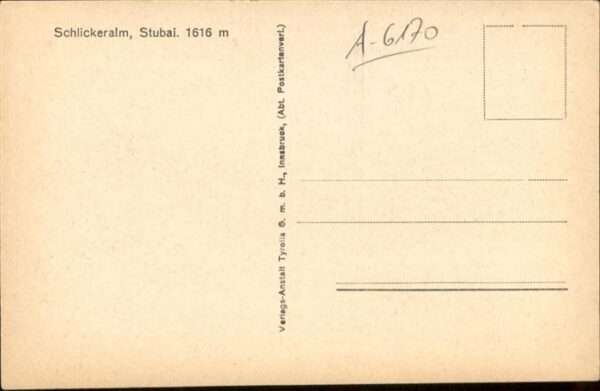 Schlickeralm, Stubai. 1616 m
A-6170
Verlags-Anstalt Tyrolia G. m. b. H., Innsbruck, (Abt. Postkartenverl.)